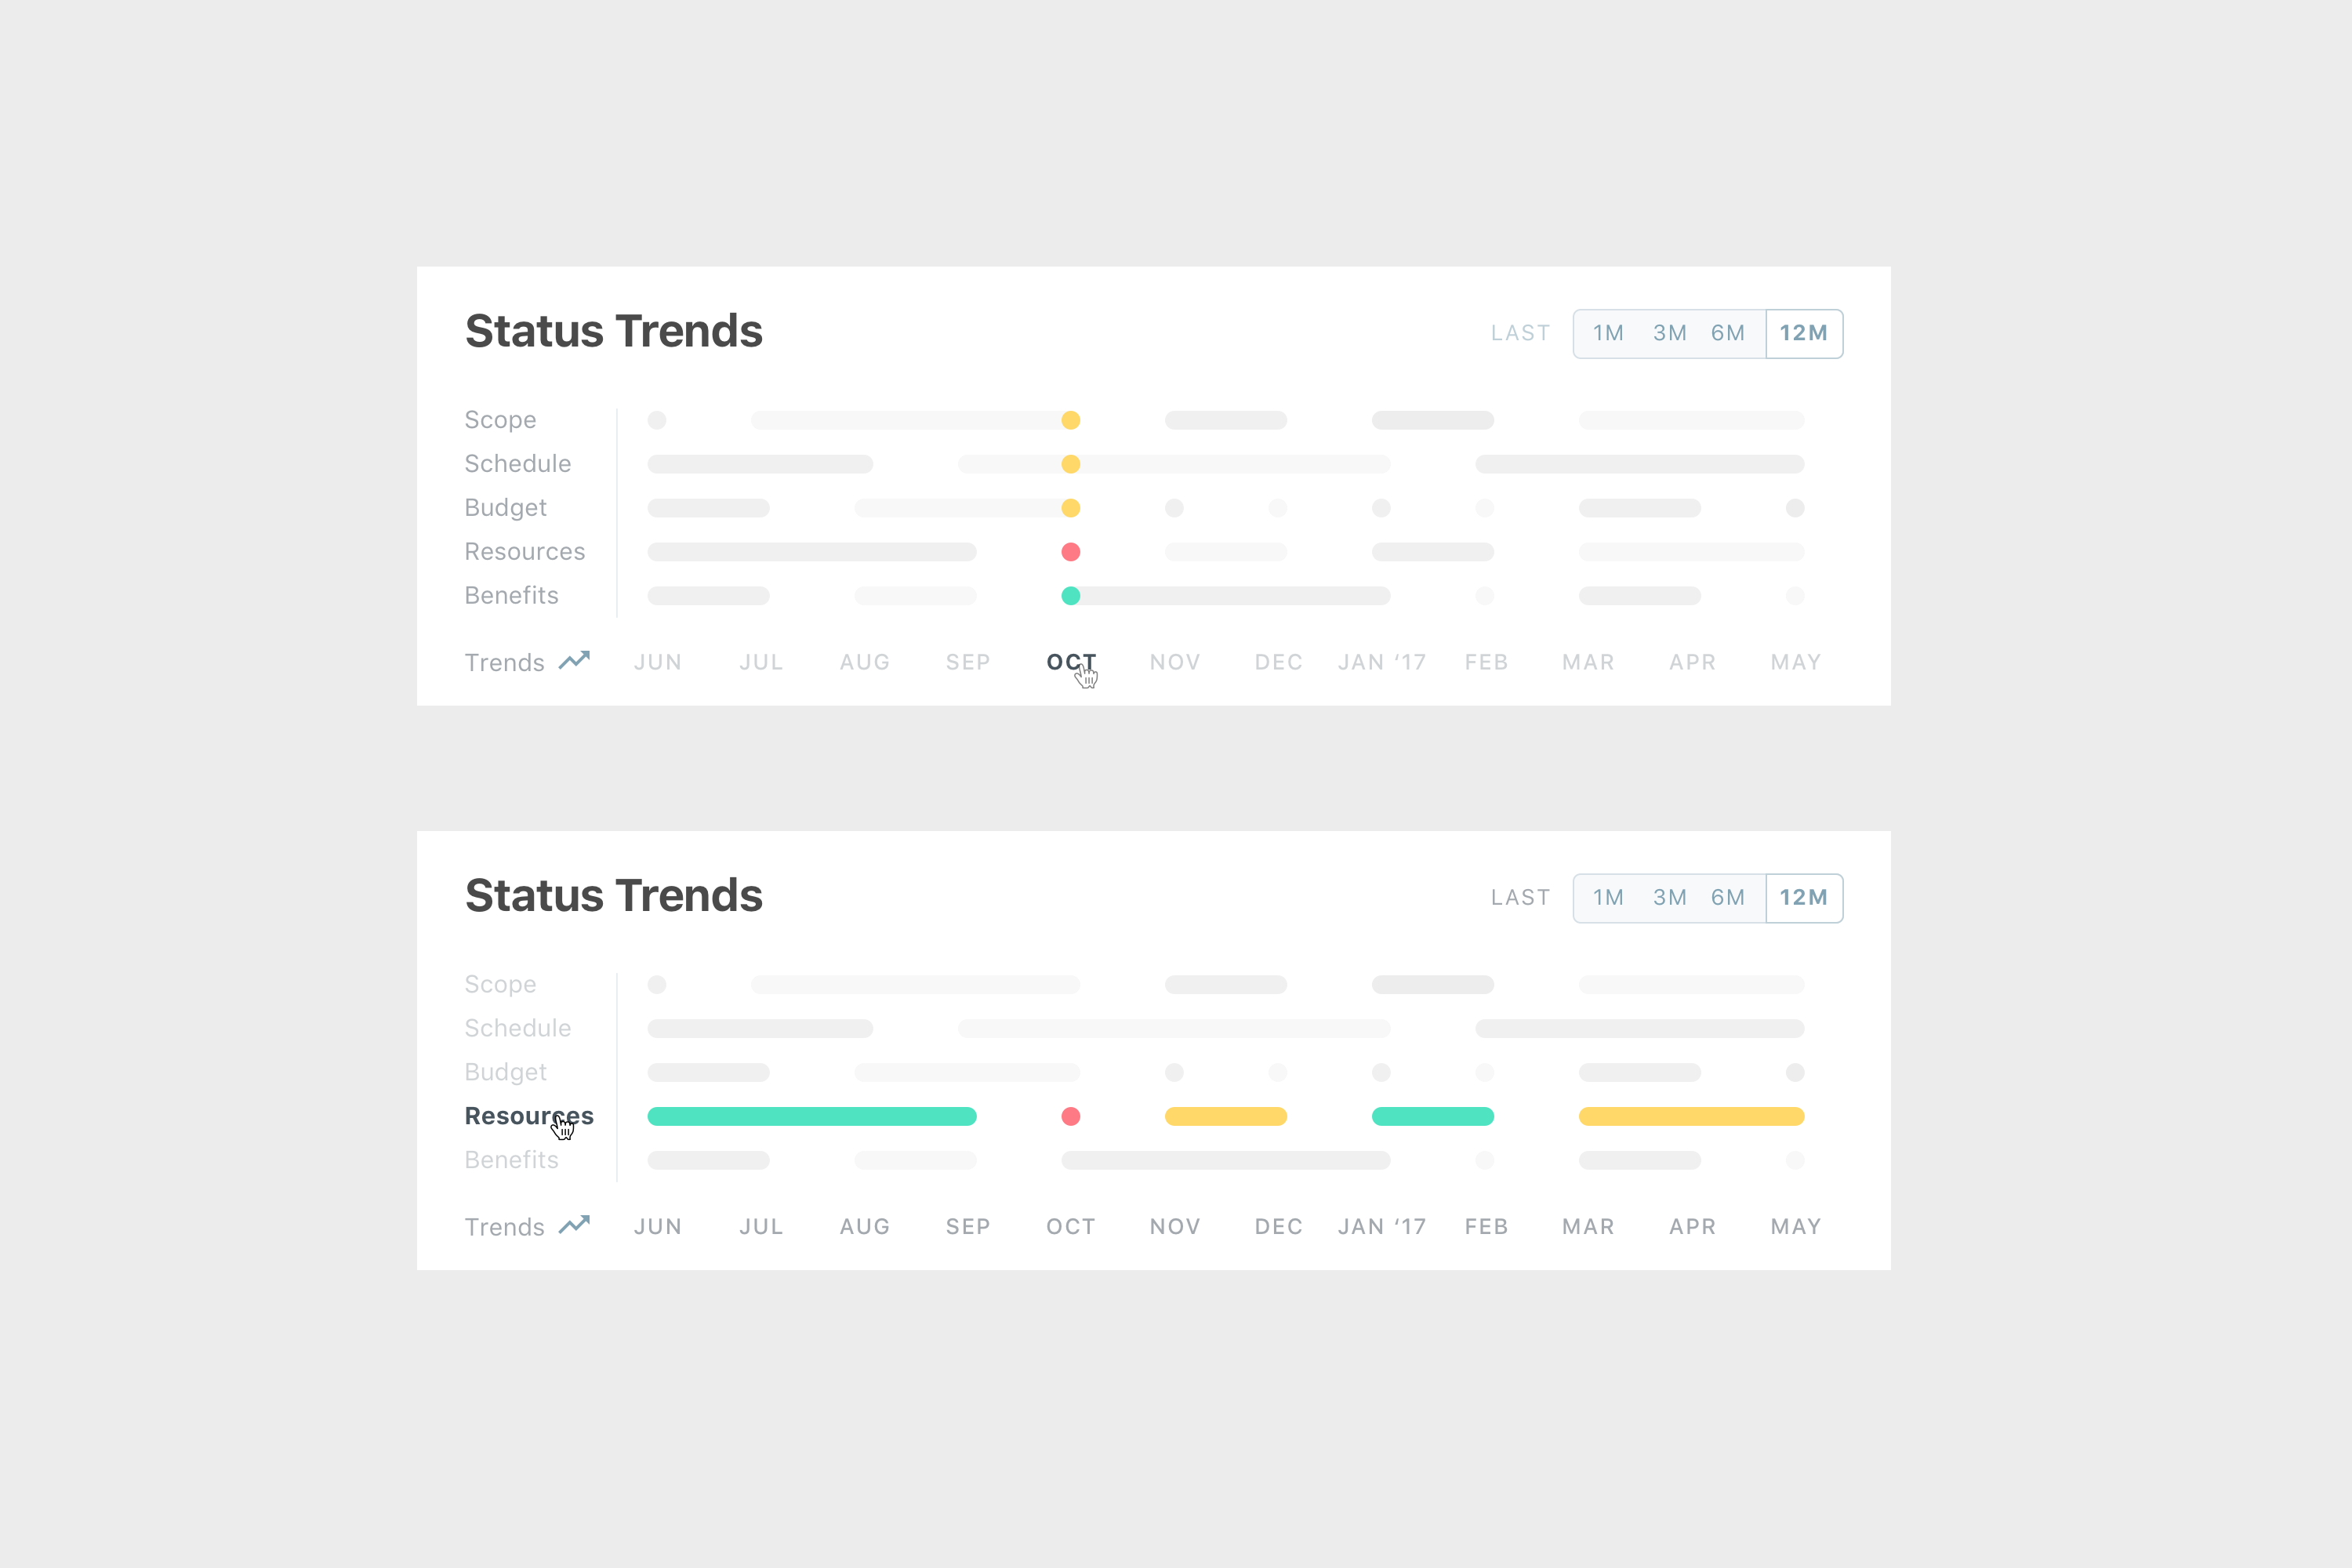 Status Trends
LAST 1M 3M 6M 12M
Scope
Schedule
Budget
Resources
Benefits
Trends JUN JUL AUG SEP OCT NOV DEC JAN ‘17 FEB MAR APR MAY
Status Trends
LAST 1M 3M 6M 12M
Scope
Schedule
Budget
Resources
Benefits
Trends JUN JUL AUG SEP OCT NOV DEC JAN ‘17 FEB MAR APR MAY